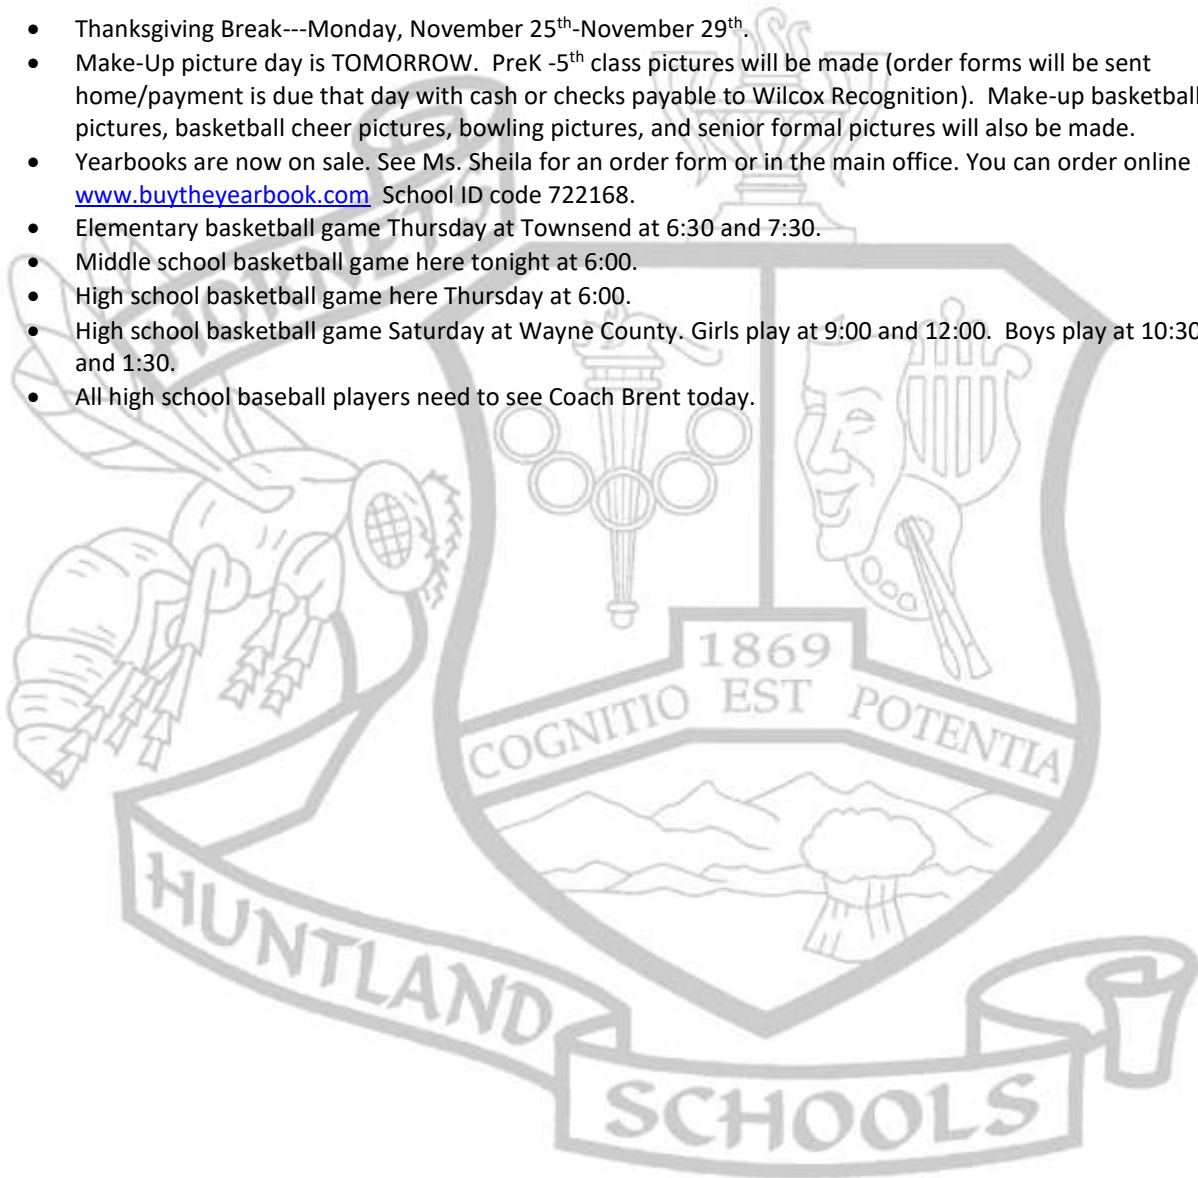 • Thanksgiving Break---Monday, November 25th-November 29th.
• Make-Up picture day is TOMORROW.  PreK -5th class pictures will be made (order forms will be sent
home/payment is due that day with cash or checks payable to Wilcox Recognition).  Make-up basketball
pictures, basketball cheer pictures, bowling pictures, and senior formal pictures will also be made.
• Yearbooks are now on sale. See Ms. Sheila for an order form or in the main office. You can order online
www.buytheyearbook.com  School ID code 722168.
• Elementary basketball game Thursday at Townsend at 6:30 and 7:30.
• Middle school basketball game here tonight at 6:00.
• High school basketball game here Thursday at 6:00.
• High school basketball game Saturday at Wayne County. Girls play at 9:00 and 12:00.  Boys play at 10:30
and 1:30.
• All high school baseball players need to see Coach Brent today.
HORNETS
1869
COGNITIO EST POTENTIA
HUNTLAND
SCHOOLS